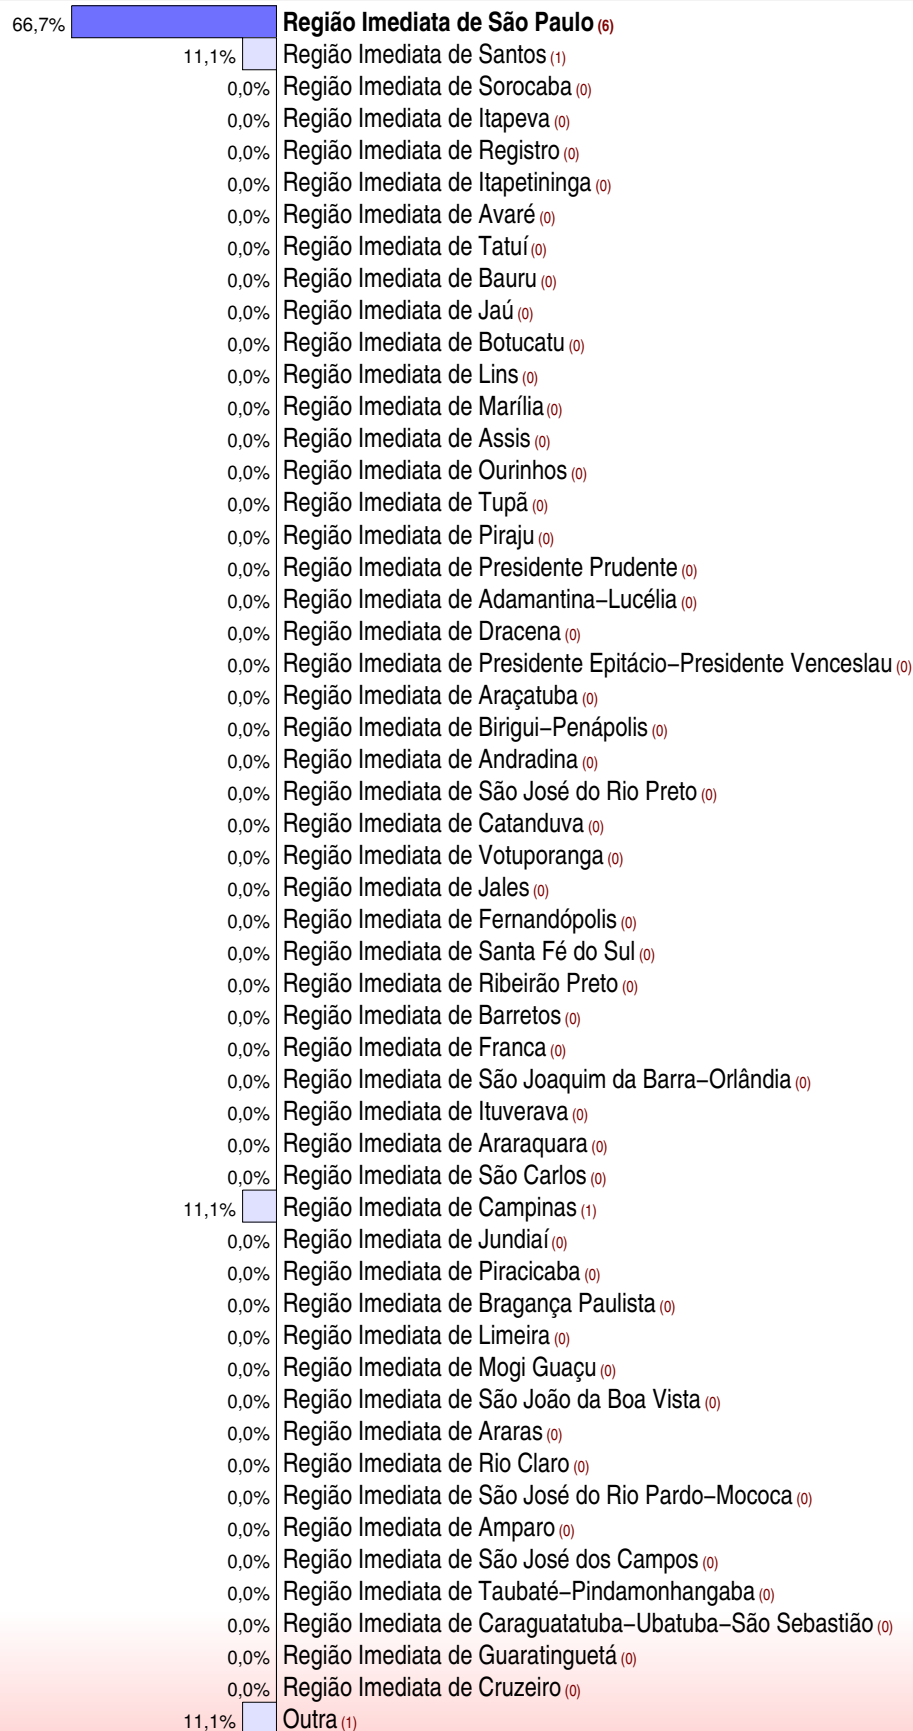 66,7% Região Imediata de São Paulo (6)
11,1% Região Imediata de Santos (1)
0,0% Região Imediata de Sorocaba (0)
0,0% Região Imediata de Itapeva (0)
0,0% Região Imediata de Registro (0)
0,0% Região Imediata de Itapetininga (0)
0,0% Região Imediata de Avaré (0)
0,0% Região Imediata de Tatuí (0)
0,0% Região Imediata de Bauru (0)
0,0% Região Imediata de Jaú (0)
0,0% Região Imediata de Botucatu (0)
0,0% Região Imediata de Lins (0)
0,0% Região Imediata de Marília (0)
0,0% Região Imediata de Assis (0)
0,0% Região Imediata de Ourinhos (0)
0,0% Região Imediata de Tupã (0)
0,0% Região Imediata de Piraju (0)
0,0% Região Imediata de Presidente Prudente (0)
0,0% Região Imediata de Adamantina–Lucélia (0)
0,0% Região Imediata de Dracena (0)
0,0% Região Imediata de Presidente Epitácio–Presidente Venceslau (0)
0,0% Região Imediata de Araçatuba (0)
0,0% Região Imediata de Birigui–Penápolis (0)
0,0% Região Imediata de Andradina (0)
0,0% Região Imediata de São José do Rio Preto (0)
0,0% Região Imediata de Catanduva (0)
0,0% Região Imediata de Votuporanga (0)
0,0% Região Imediata de Jales (0)
0,0% Região Imediata de Fernandópolis (0)
0,0% Região Imediata de Santa Fé do Sul (0)
0,0% Região Imediata de Ribeirão Preto (0)
0,0% Região Imediata de Barretos (0)
0,0% Região Imediata de Franca (0)
0,0% Região Imediata de São Joaquim da Barra–Orlândia (0)
0,0% Região Imediata de Ituverava (0)
0,0% Região Imediata de Araraquara (0)
0,0% Região Imediata de São Carlos (0)
11,1% Região Imediata de Campinas (1)
0,0% Região Imediata de Jundiaí (0)
0,0% Região Imediata de Piracicaba (0)
0,0% Região Imediata de Bragança Paulista (0)
0,0% Região Imediata de Limeira (0)
0,0% Região Imediata de Mogi Guaçu (0)
0,0% Região Imediata de São João da Boa Vista (0)
0,0% Região Imediata de Araras (0)
0,0% Região Imediata de Rio Claro (0)
0,0% Região Imediata de São José do Rio Pardo–Mococa (0)
0,0% Região Imediata de Amparo (0)
0,0% Região Imediata de São José dos Campos (0)
0,0% Região Imediata de Taubaté–Pindamonhangaba (0)
0,0% Região Imediata de Caraguatatuba–Ubatuba–São Sebastião (0)
0,0% Região Imediata de Guaratinguetá (0)
0,0% Região Imediata de Cruzeiro (0)
11,1% Outra (1)